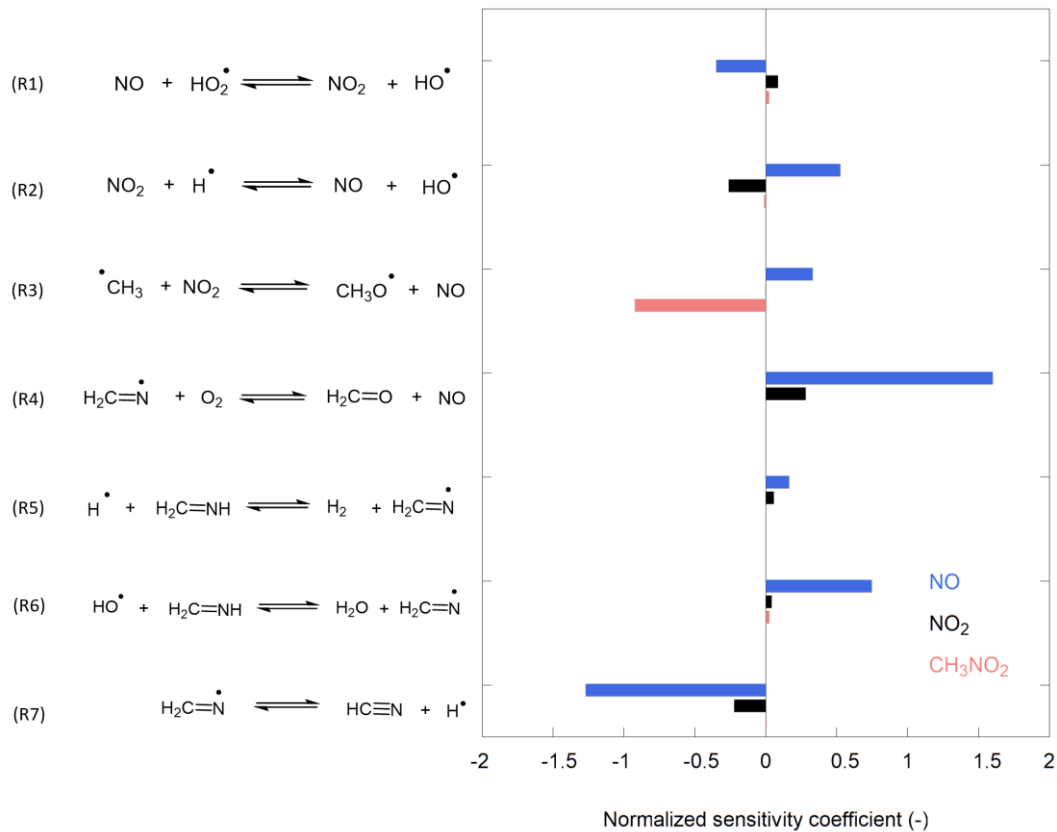 (R1) NO + HO₂• ⇌ NO₂ + HO•
(R2) NO₂ + H• ⇌ NO + HO•
(R3) •CH₃ + NO₂ ⇌ CH₃O• + NO
(R4) H₂C=N• + O₂ ⇌ H₂C=O + NO
(R5) H• + H₂C=NH ⇌ H₂ + H₂C=N•
(R6) HO• + H₂C=NH ⇌ H₂O + H₂C=N•
(R7) H₂C=N• ⇌ HC≡N + H•
NO
NO₂
CH₃NO₂
-2 -1.5 -1 -0.5 0 0.5 1 1.5 2
Normalized sensitivity coefficient (-)